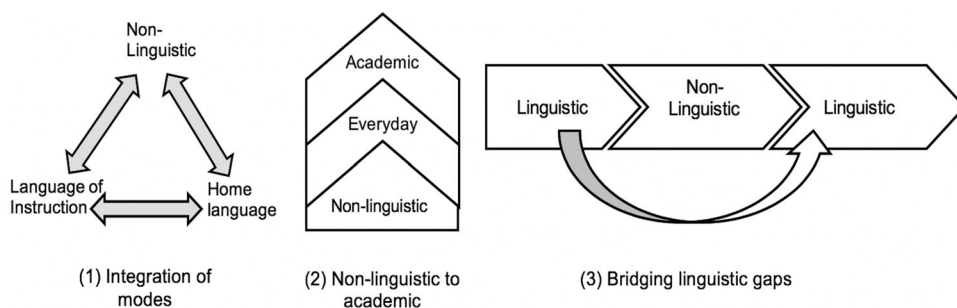 Non-
Linguistic
Language of
Instruction
Home
language
(1) Integration of
modes
Academic
Everyday
Non-linguistic
(2) Non-linguistic to
academic
Linguistic
Non-
Linguistic
Linguistic
(3) Bridging linguistic gaps